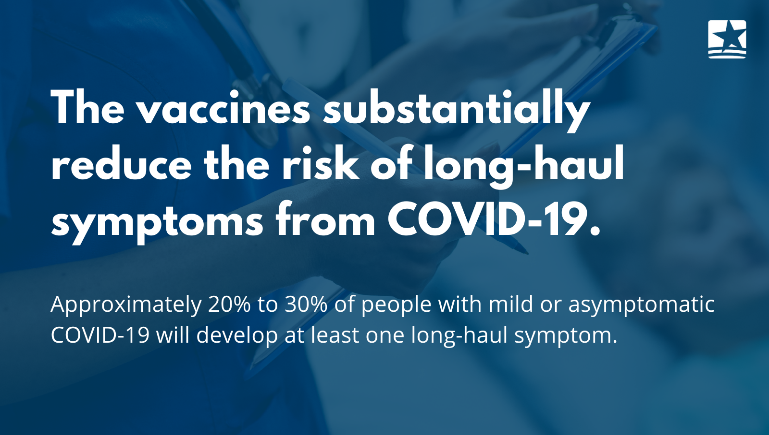 The vaccines substantially
reduce the risk of long-haul
symptoms from COVID-19.
Approximately 20% to 30% of people with mild or asymptomatic
COVID-19 will develop at least one long-haul symptom.